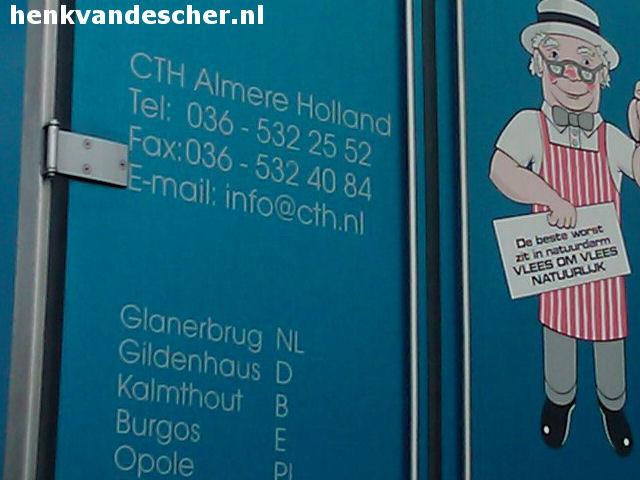 henkvandescher.nl
CTH Almere Holland
Tel: 036 - 532 25 52
Fax: 036 - 532 40 84
E-mail: info@cth.nl
Glanerbrug NL
Gildenhaus D
Kalmthout B
Burgos E
Opole PL
De beste worst
zit in natuurdarm
VLEES OM VLEES
NATUURLIJK